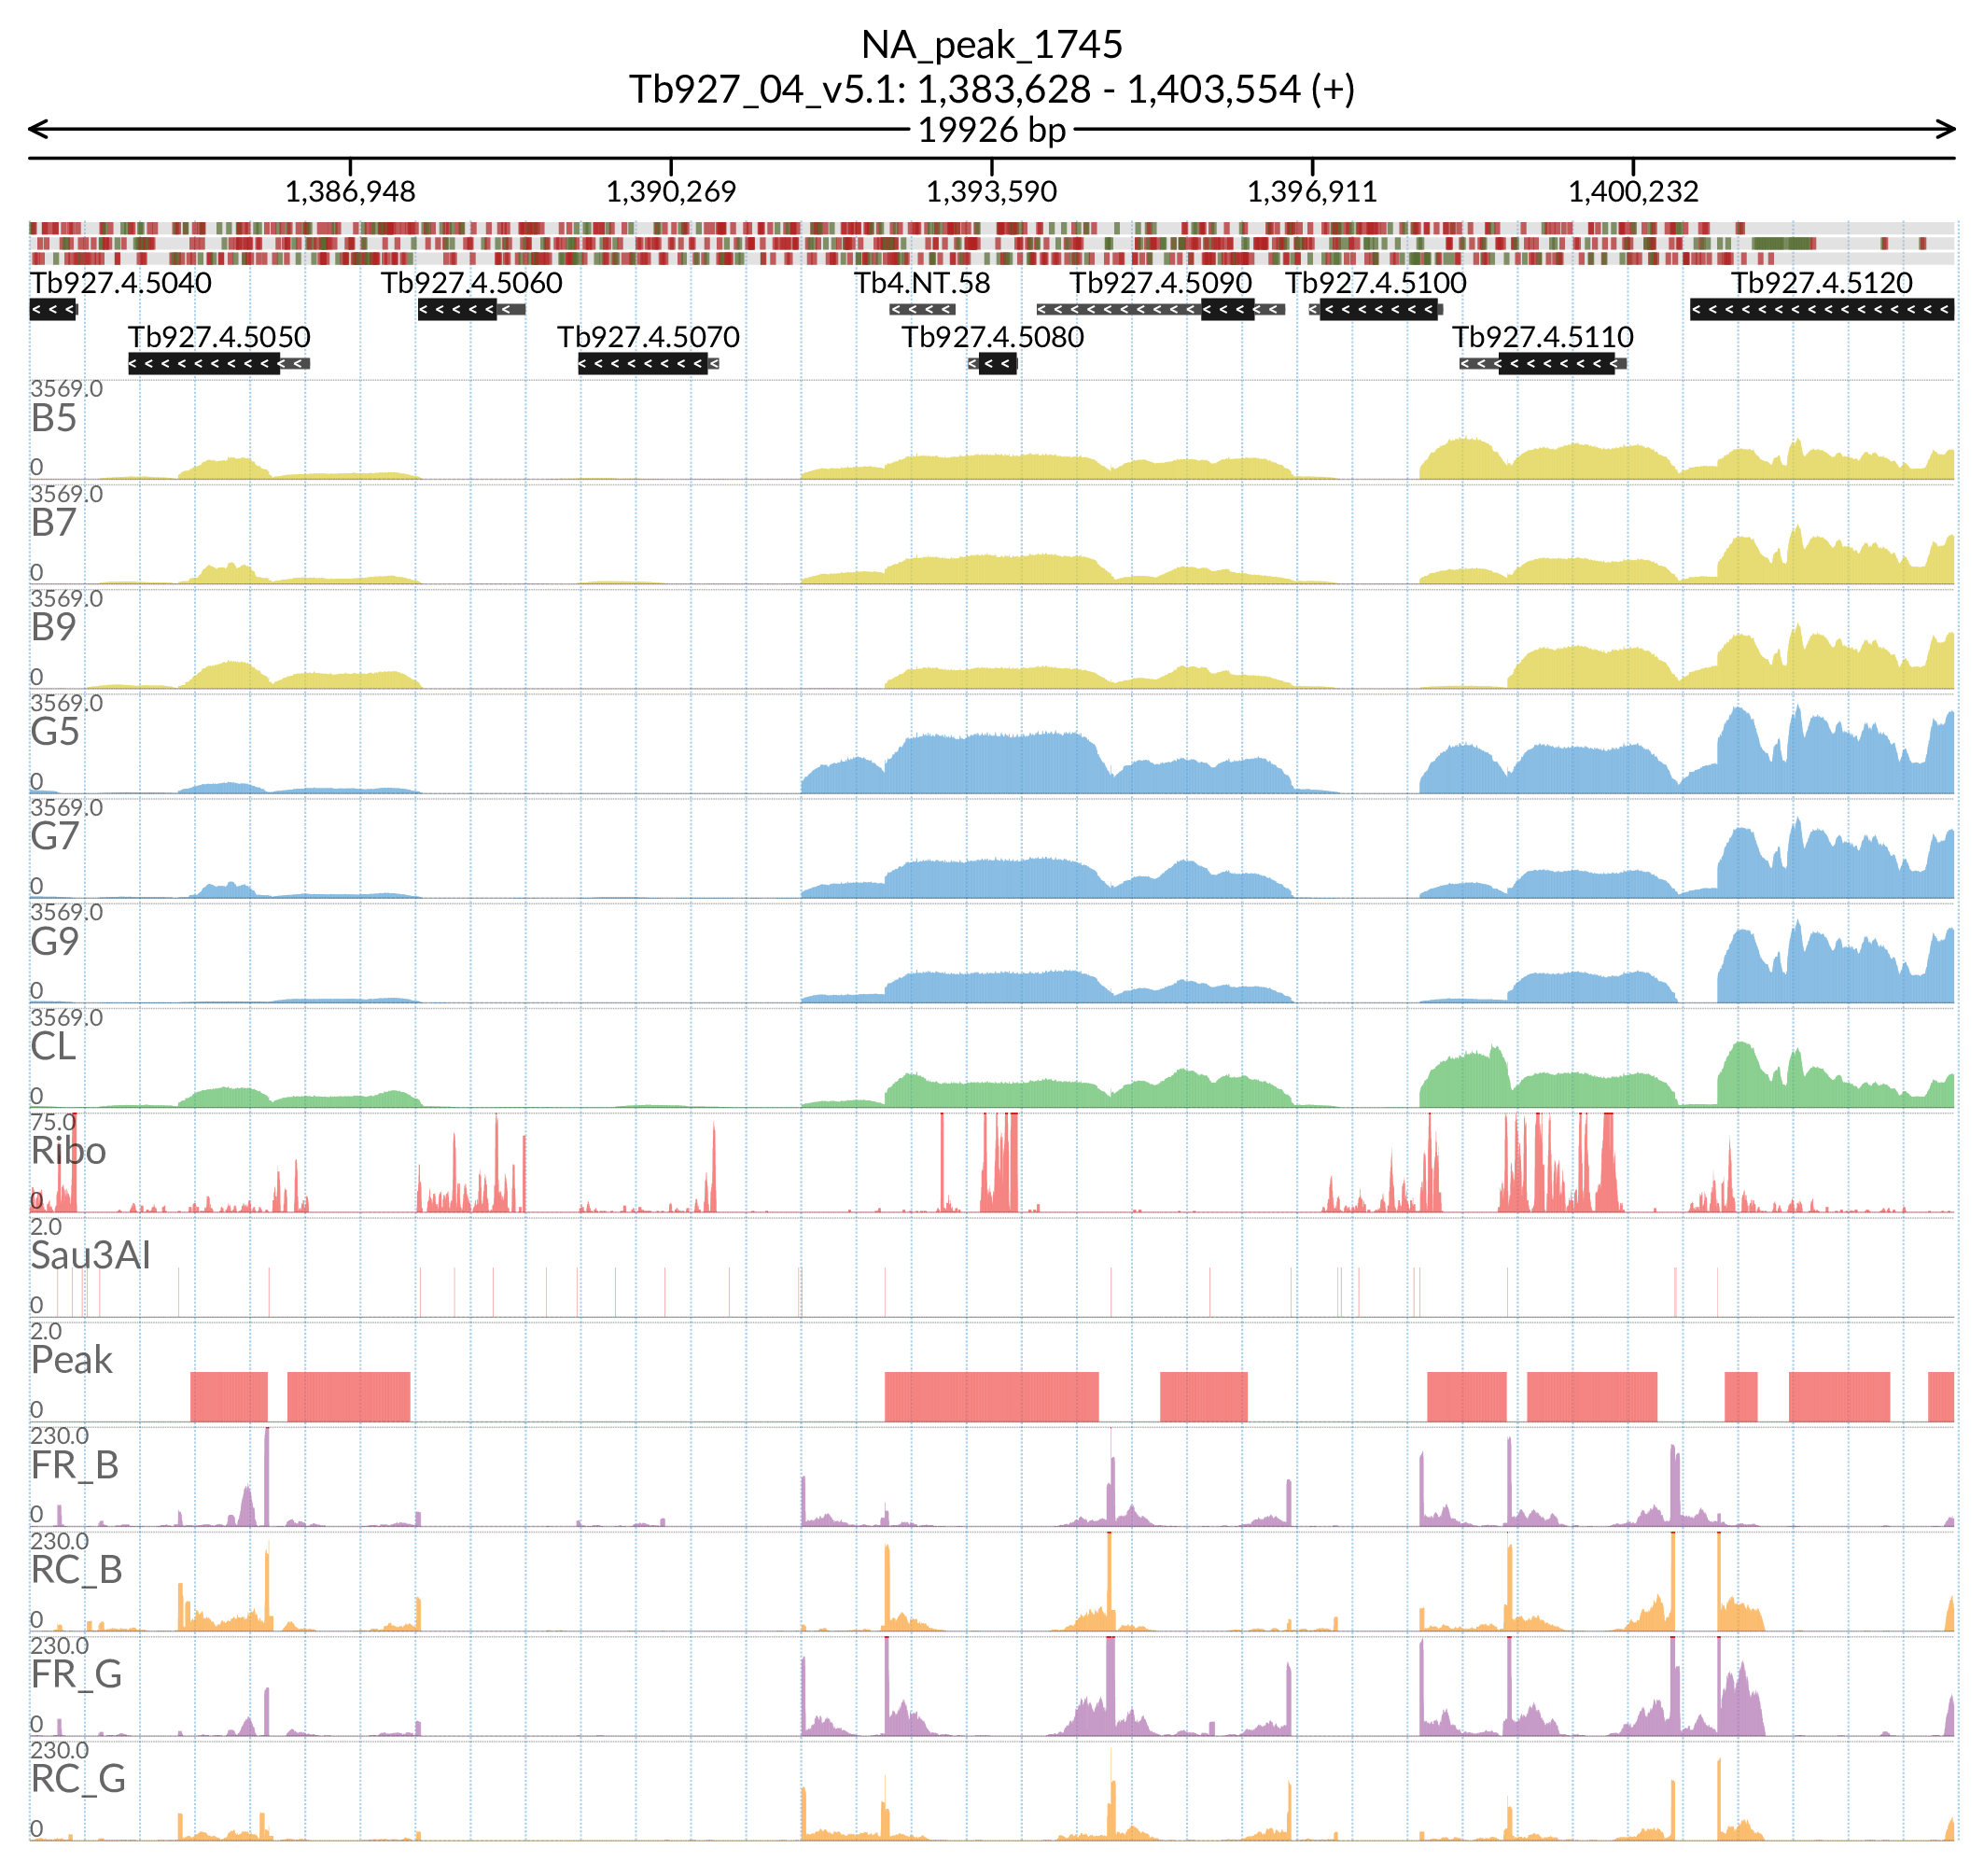 NA_peak_1745
Tb927_04_v5.1: 1,383,628 - 1,403,554 (+)
19926 bp
1,386,948 1,390,269 1,393,590 1,396,911 1,400,232
Tb927.4.5040 Tb927.4.5060 Tb4.NT.58 Tb927.4.5090 Tb927.4.5100 Tb927.4.5120
Tb927.4.5050 Tb927.4.5070 Tb927.4.5080 Tb927.4.5110
3569.0
B5
0
3569.0
B7
0
3569.0
B9
0
3569.0
G5
0
3569.0
G7
0
3569.0
G9
0
3569.0
CL
0
75.0
Ribo
0
2.0
Sau3AI
0
2.0
Peak
0
230.0
FR_B
0
230.0
RC_B
0
230.0
FR_G
0
230.0
RC_G
0